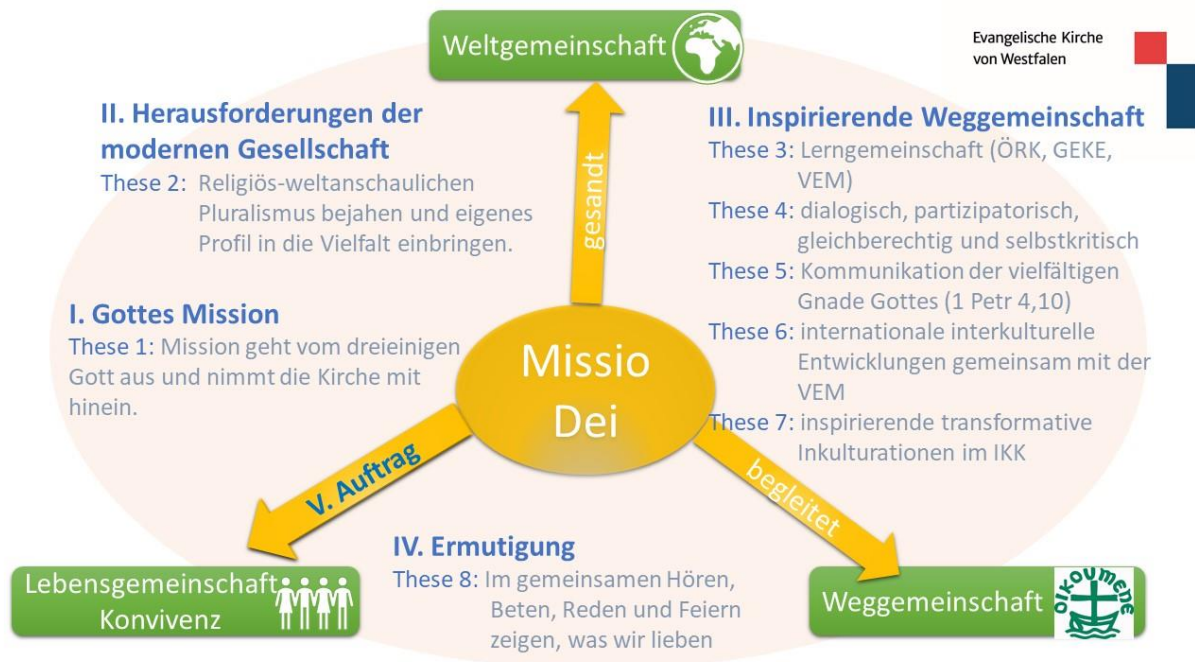 Weltgemeinschaft
Evangelische Kirche
von Westfalen
II. Herausforderungen der
modernen Gesellschaft
These 2: Religiös-weltanschaulichen
Pluralismus bejahen und eigenes
Profil in die Vielfalt einbringen.
gesandt
III. Inspirierende Weggemeinschaft
These 3: Lerngemeinschaft (ÖRK, GEKE,
VEM)
These 4: dialogisch, partizipatorisch,
gleichberechtig und selbstkritisch
These 5: Kommunikation der vielfältigen
Gnade Gottes (1 Petr 4,10)
These 6: internationale interkulturelle
Entwicklungen gemeinsam mit der
VEM
These 7: inspirierende transformative
Inkulturationen im IKK
I. Gottes Mission
These 1: Mission geht vom dreieinigen
Gott aus und nimmt die Kirche mit
hinein.
Missio
Dei
V. Auftrag
begleitet
IV. Ermutigung
These 8: Im gemeinsamen Hören,
Beten, Reden und Feiern
zeigen, was wir lieben
Lebensgemeinschaft
Konvivenz
Weggemeinschaft
OIKOUMENE